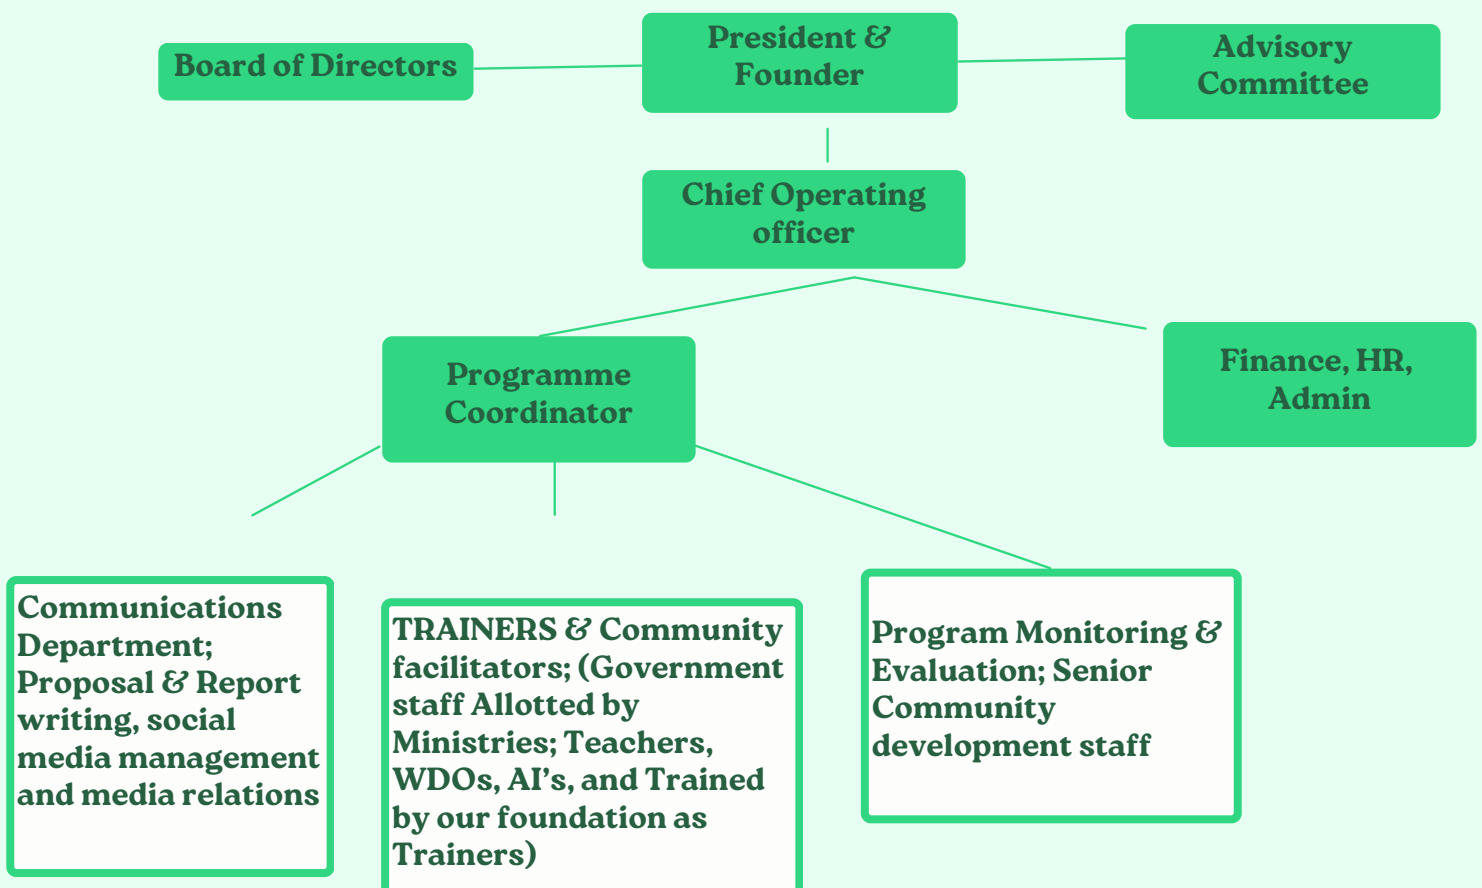 Board of Directors
President &
Founder
Advisory
Committee
Chief Operating
officer
Programme
Coordinator
Finance, HR,
Admin
Communications
Department;
Proposal & Report
writing, social
media management
and media relations
TRAINERS & Community
facilitators; (Government
staff Allotted by
Ministries; Teachers,
WDOs, AI’s, and Trained
by our foundation as
Trainers)
Program Monitoring &
Evaluation; Senior
Community
development staff